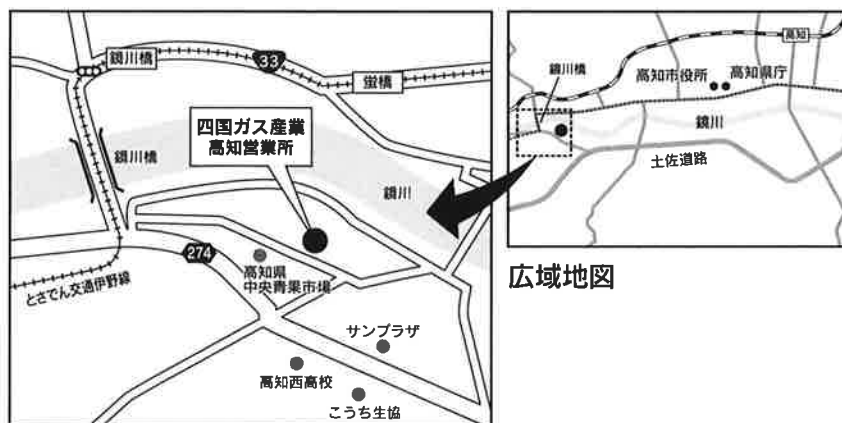 鏡川橋
33
蛍橋
四国ガス産業
高知営業所
鏡川橋
鏡川
274
高知県
中央青果市場
とさでん交通伊野線
サンプラザ
高知西高校
こうち生協
高知
鏡川橋
高知市役所
高知県庁
鏡川
土佐道路
広域地図